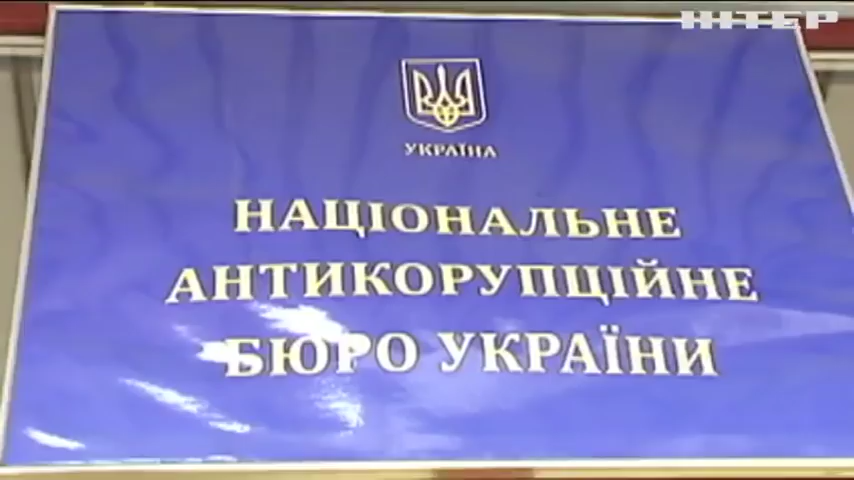 ІНТЕР
УКРАЇНА
НАЦІОНАЛЬНЕ
АНТИКОРУПЦІЙНЕ
БЮРО УКРАЇНИ